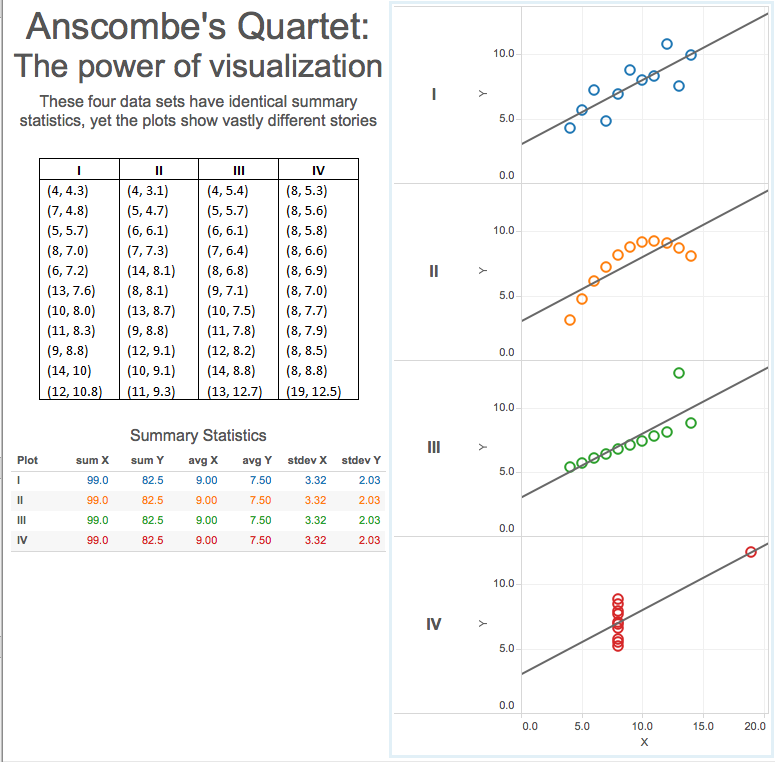 Anscombe's Quartet:
The power of visualization
These four data sets have identical summary
statistics, yet the plots show vastly different stories
I II III IV
(4, 4.3) (4, 3.1) (4, 5.4) (8, 5.3)
(7, 4.8) (5, 4.7) (5, 5.7) (8, 5.6)
(5, 5.7) (6, 6.1) (6, 6.1) (8, 5.8)
(8, 7.0) (7, 7.3) (7, 6.4) (8, 6.6)
(6, 7.2) (14, 8.1) (8, 6.8) (8, 6.9)
(13, 7.6) (8, 8.1) (9, 7.1) (8, 7.0)
(10, 8.0) (13, 8.7) (10, 7.5) (8, 7.7)
(11, 8.3) (9, 8.8) (11, 7.8) (8, 7.9)
(9, 8.8) (12, 9.1) (12, 8.2) (8, 8.5)
(14, 10) (10, 9.1) (14, 8.8) (8, 8.8)
(12, 10.8) (11, 9.3) (13, 12.7) (19, 12.5)
Summary Statistics
Plot sum X sum Y avg X avg Y stdev X stdev Y
I 99.0 82.5 9.00 7.50 3.32 2.03
II 99.0 82.5 9.00 7.50 3.32 2.03
III 99.0 82.5 9.00 7.50 3.32 2.03
IV 99.0 82.5 9.00 7.50 3.32 2.03
10.0
I Y
5.0
0.0
10.0
II Y
5.0
0.0
10.0
III Y
5.0
0.0
10.0
IV Y
5.0
0.0
0.0 5.0 10.0 15.0 20.0
X